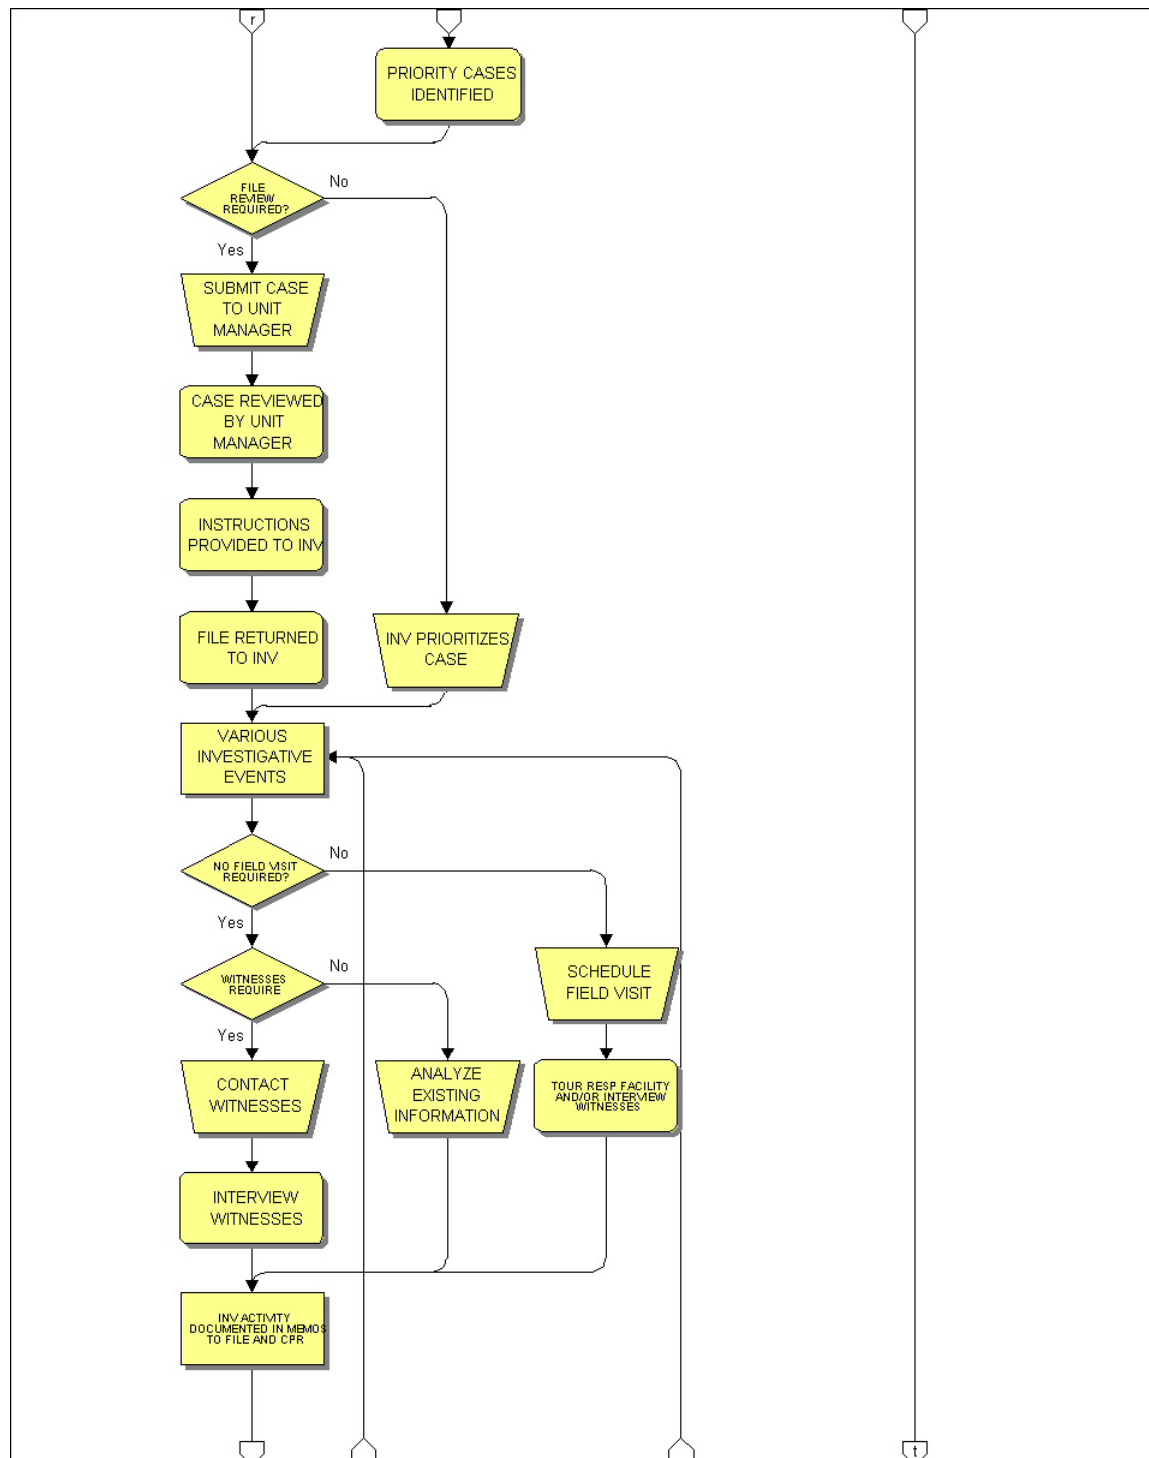 r
PRIORITY CASES
IDENTIFIED
FILE
REVIEW
REQUIRED?
No
Yes
SUBMIT CASE
TO UNIT
MANAGER
CASE REVIEWED
BY UNIT
MANAGER
INSTRUCTIONS
PROVIDED TO INV
FILE RETURNED
TO INV
INV PRIORITIZES
CASE
VARIOUS
INVESTIGATIVE
EVENTS
NO FIELD VISIT
REQUIRED?
No
Yes
WITNESSES
REQUIRE
No
Yes
SCHEDULE
FIELD VISIT
CONTACT
WITNESSES
ANALYZE
EXISTING
INFORMATION
TOUR RESP FACILITY
AND/OR INTERVIEW
WITNESSES
INTERVIEW
WITNESSES
INV ACTIVITY
DOCUMENTED IN MEMOS
TO FILE AND CPR
t